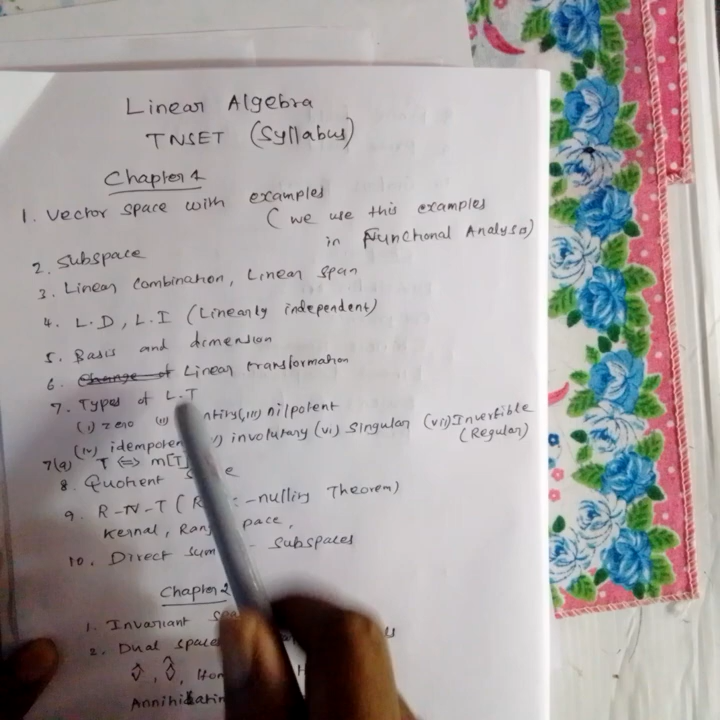 Linear Algebra
TNSET (Syllabus)
Chapter 1
1. Vector space with examples
(we use this examples
in Functional Analysis)
2. Subspace
3. Linear combination, Linear span
4. L.D, L.I (Linearly independent)
5. Basis and dimension
6. Change of Linear transformation
7. Types of L.T
(i) zero (ii) (iii) nilpotent
(iv) involutary (vi) Singular (vii) Invertible
(Regular)
7(a) T ⇔ m[T]
8. Quotient
9. R-N-T ( -nullity Theorem)
Kernal,
10. Direct sum subspaces
Chapter 2
1. Invariant
2. Dual space